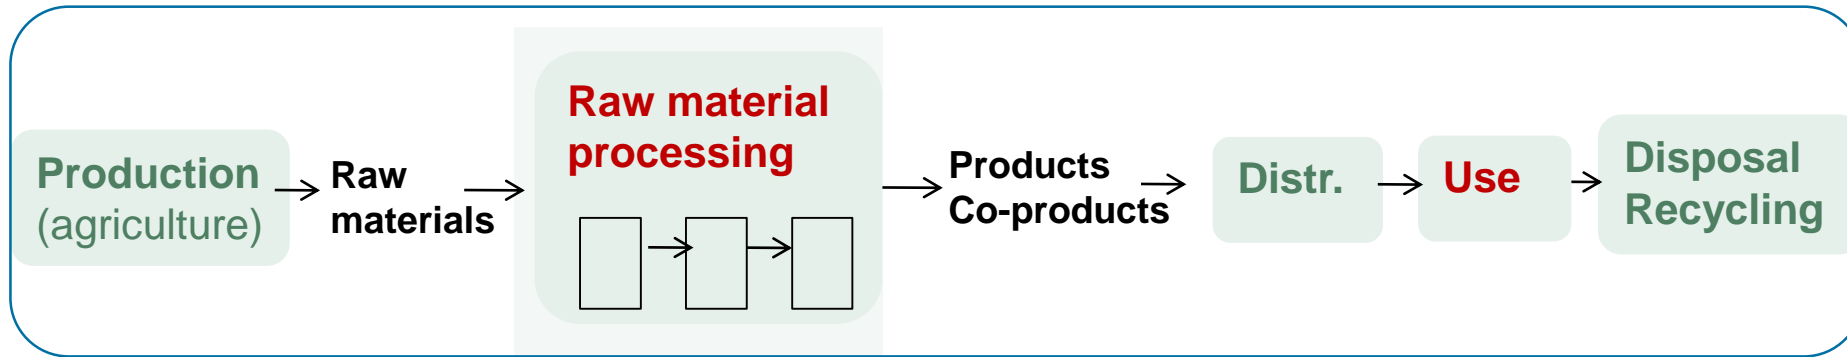 Production
(agriculture)
Raw
materials
Raw material
processing
Products
Co-products
Distr.
Use
Disposal
Recycling